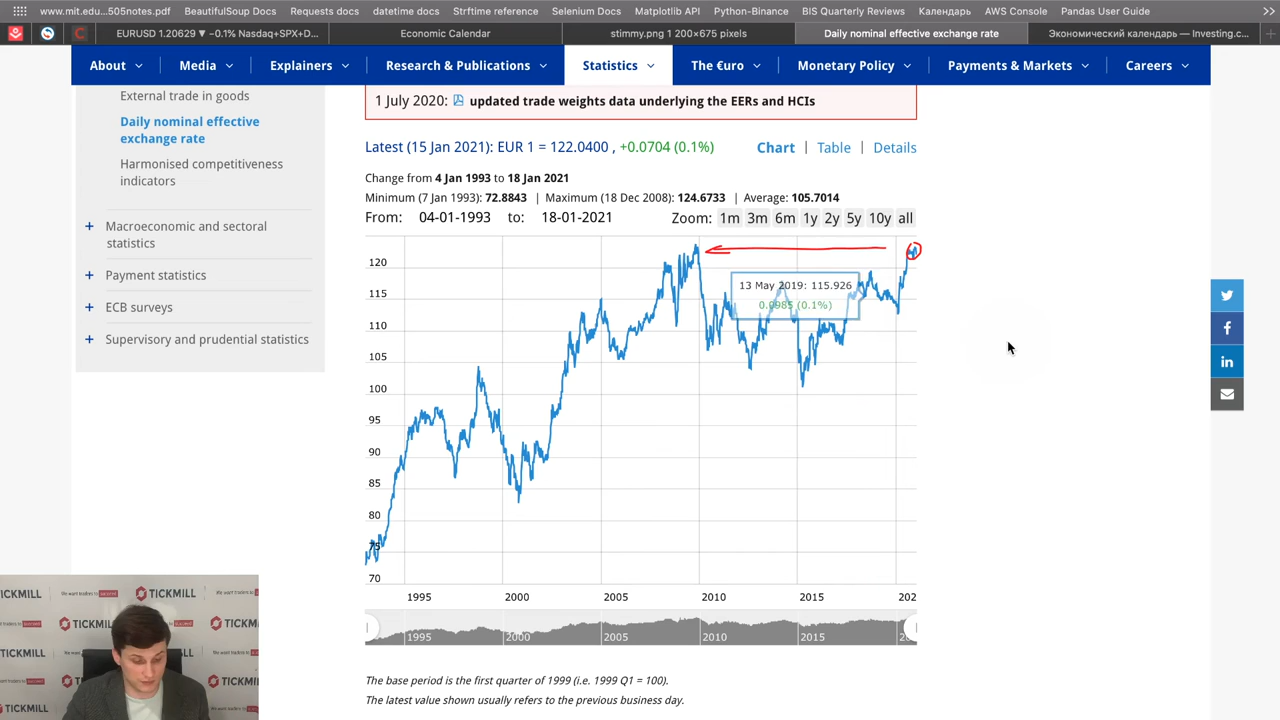 www.mit.ed...505notes.pdf BeautifulSoup Docs Requests docs datetime docs Strftime reference Selenium Docs Matplotlib API Python-Binance BIS Quarterly Reviews Календарь AWS Console Pandas User Guide
EURUSD 1.20629 ▼ −0.1% Nasdaq+SPX+D... Economic Calendar stimmy.png 1 200×675 pixels Daily nominal effective exchange rate Экономический календарь — Investing.c...
About Media Explainers Research & Publications Statistics The €uro Monetary Policy Payments & Markets Careers
External trade in goods
Daily nominal effective
exchange rate
Harmonised competitiveness
indicators
+ Macroeconomic and sectoral
statistics
+ Payment statistics
+ ECB surveys
+ Supervisory and prudential statistics
1 July 2020: updated trade weights data underlying the EERs and HCIs
Latest (15 Jan 2021): EUR 1 = 122.0400 , +0.0704 (0.1%) Chart | Table | Details
Change from 4 Jan 1993 to 18 Jan 2021
Minimum (7 Jan 1993): 72.8843 | Maximum (18 Dec 2008): 124.6733 | Average: 105.7014
From: 04-01-1993 to: 18-01-2021 Zoom: 1m 3m 6m 1y 2y 5y 10y all
120
115
110
105
100
95
90
85
80
75
70
13 May 2019: 115.926
0.0985 (0.1%)
1995 2000 2005 2010 2015 202
1995 2000 2005 2010 2015
The base period is the first quarter of 1999 (i.e. 1999 Q1 = 100).
The latest value shown usually refers to the previous business day.
TICKMILL
TICKMILL
TICKMILL